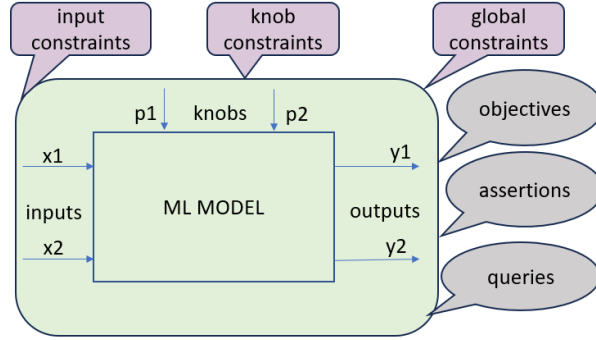 input
constraints
knob
constraints
global
constraints
p1
knobs
p2
objectives
x1
y1
assertions
inputs
ML MODEL
outputs
x2
y2
queries